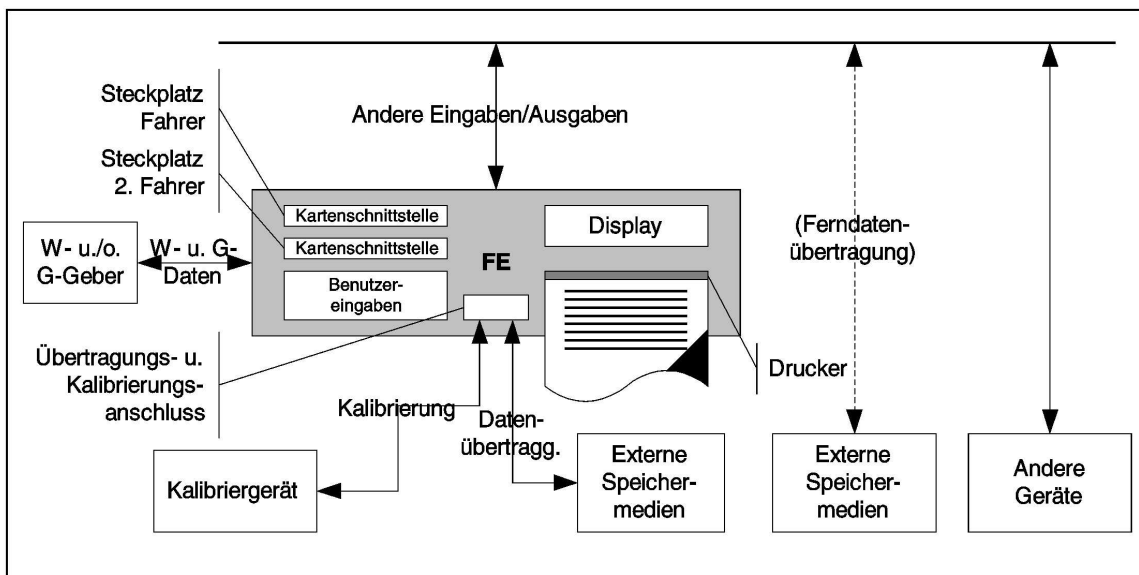 Steckplatz
Fahrer
Andere Eingaben/Ausgaben
Steckplatz
2. Fahrer
Kartenschnittstelle
Kartenschnittstelle
Display
(Ferndaten-
übertragung)
W- u./o.
G-Geber
W- u. G-
Daten
FE
Benutzer-
eingaben
Übertragungs- u.
Kalibrierungs-
anschluss
Drucker
Kalibrierung
Daten-
übertragg.
Kalibriergerät
Externe
Speicher-
medien
Externe
Speicher-
medien
Andere
Geräte